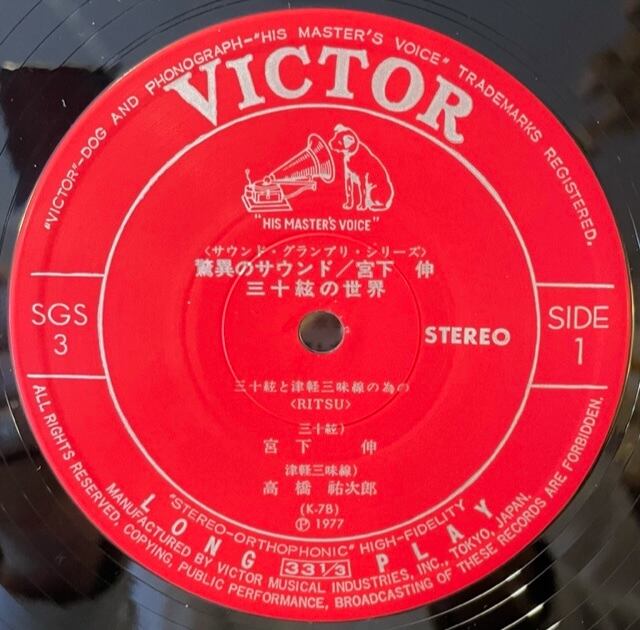 "VICTOR"-DOG AND PHONOGRAPH-"HIS MASTER'S VOICE" TRADEMARKS REGISTERED.
VICTOR
"HIS MASTER'S VOICE"
〈サウンド・グランプリ・シリーズ〉
驚異のサウンド/宮下 伸
三十絃の世界
SGS
3
STEREO
SIDE
1
三十絃と津軽三味線の為の
〈RITSU〉
三十絃)
宮下 伸
津軽三味線)
高橋 祐次郎
(K-7B)
Ⓟ 1977
"STEREO-ORTHOPHONIC" HIGH-FIDELITY
LONG 33 1/3 PLAY
MANUFACTURED BY VICTOR MUSICAL INDUSTRIES, INC., TOKYO, JAPAN.
ALL RIGHTS RESERVED, COPYING, PUBLIC PERFORMANCE, BROADCASTING OF THESE RECORDS ARE FORBIDDEN.